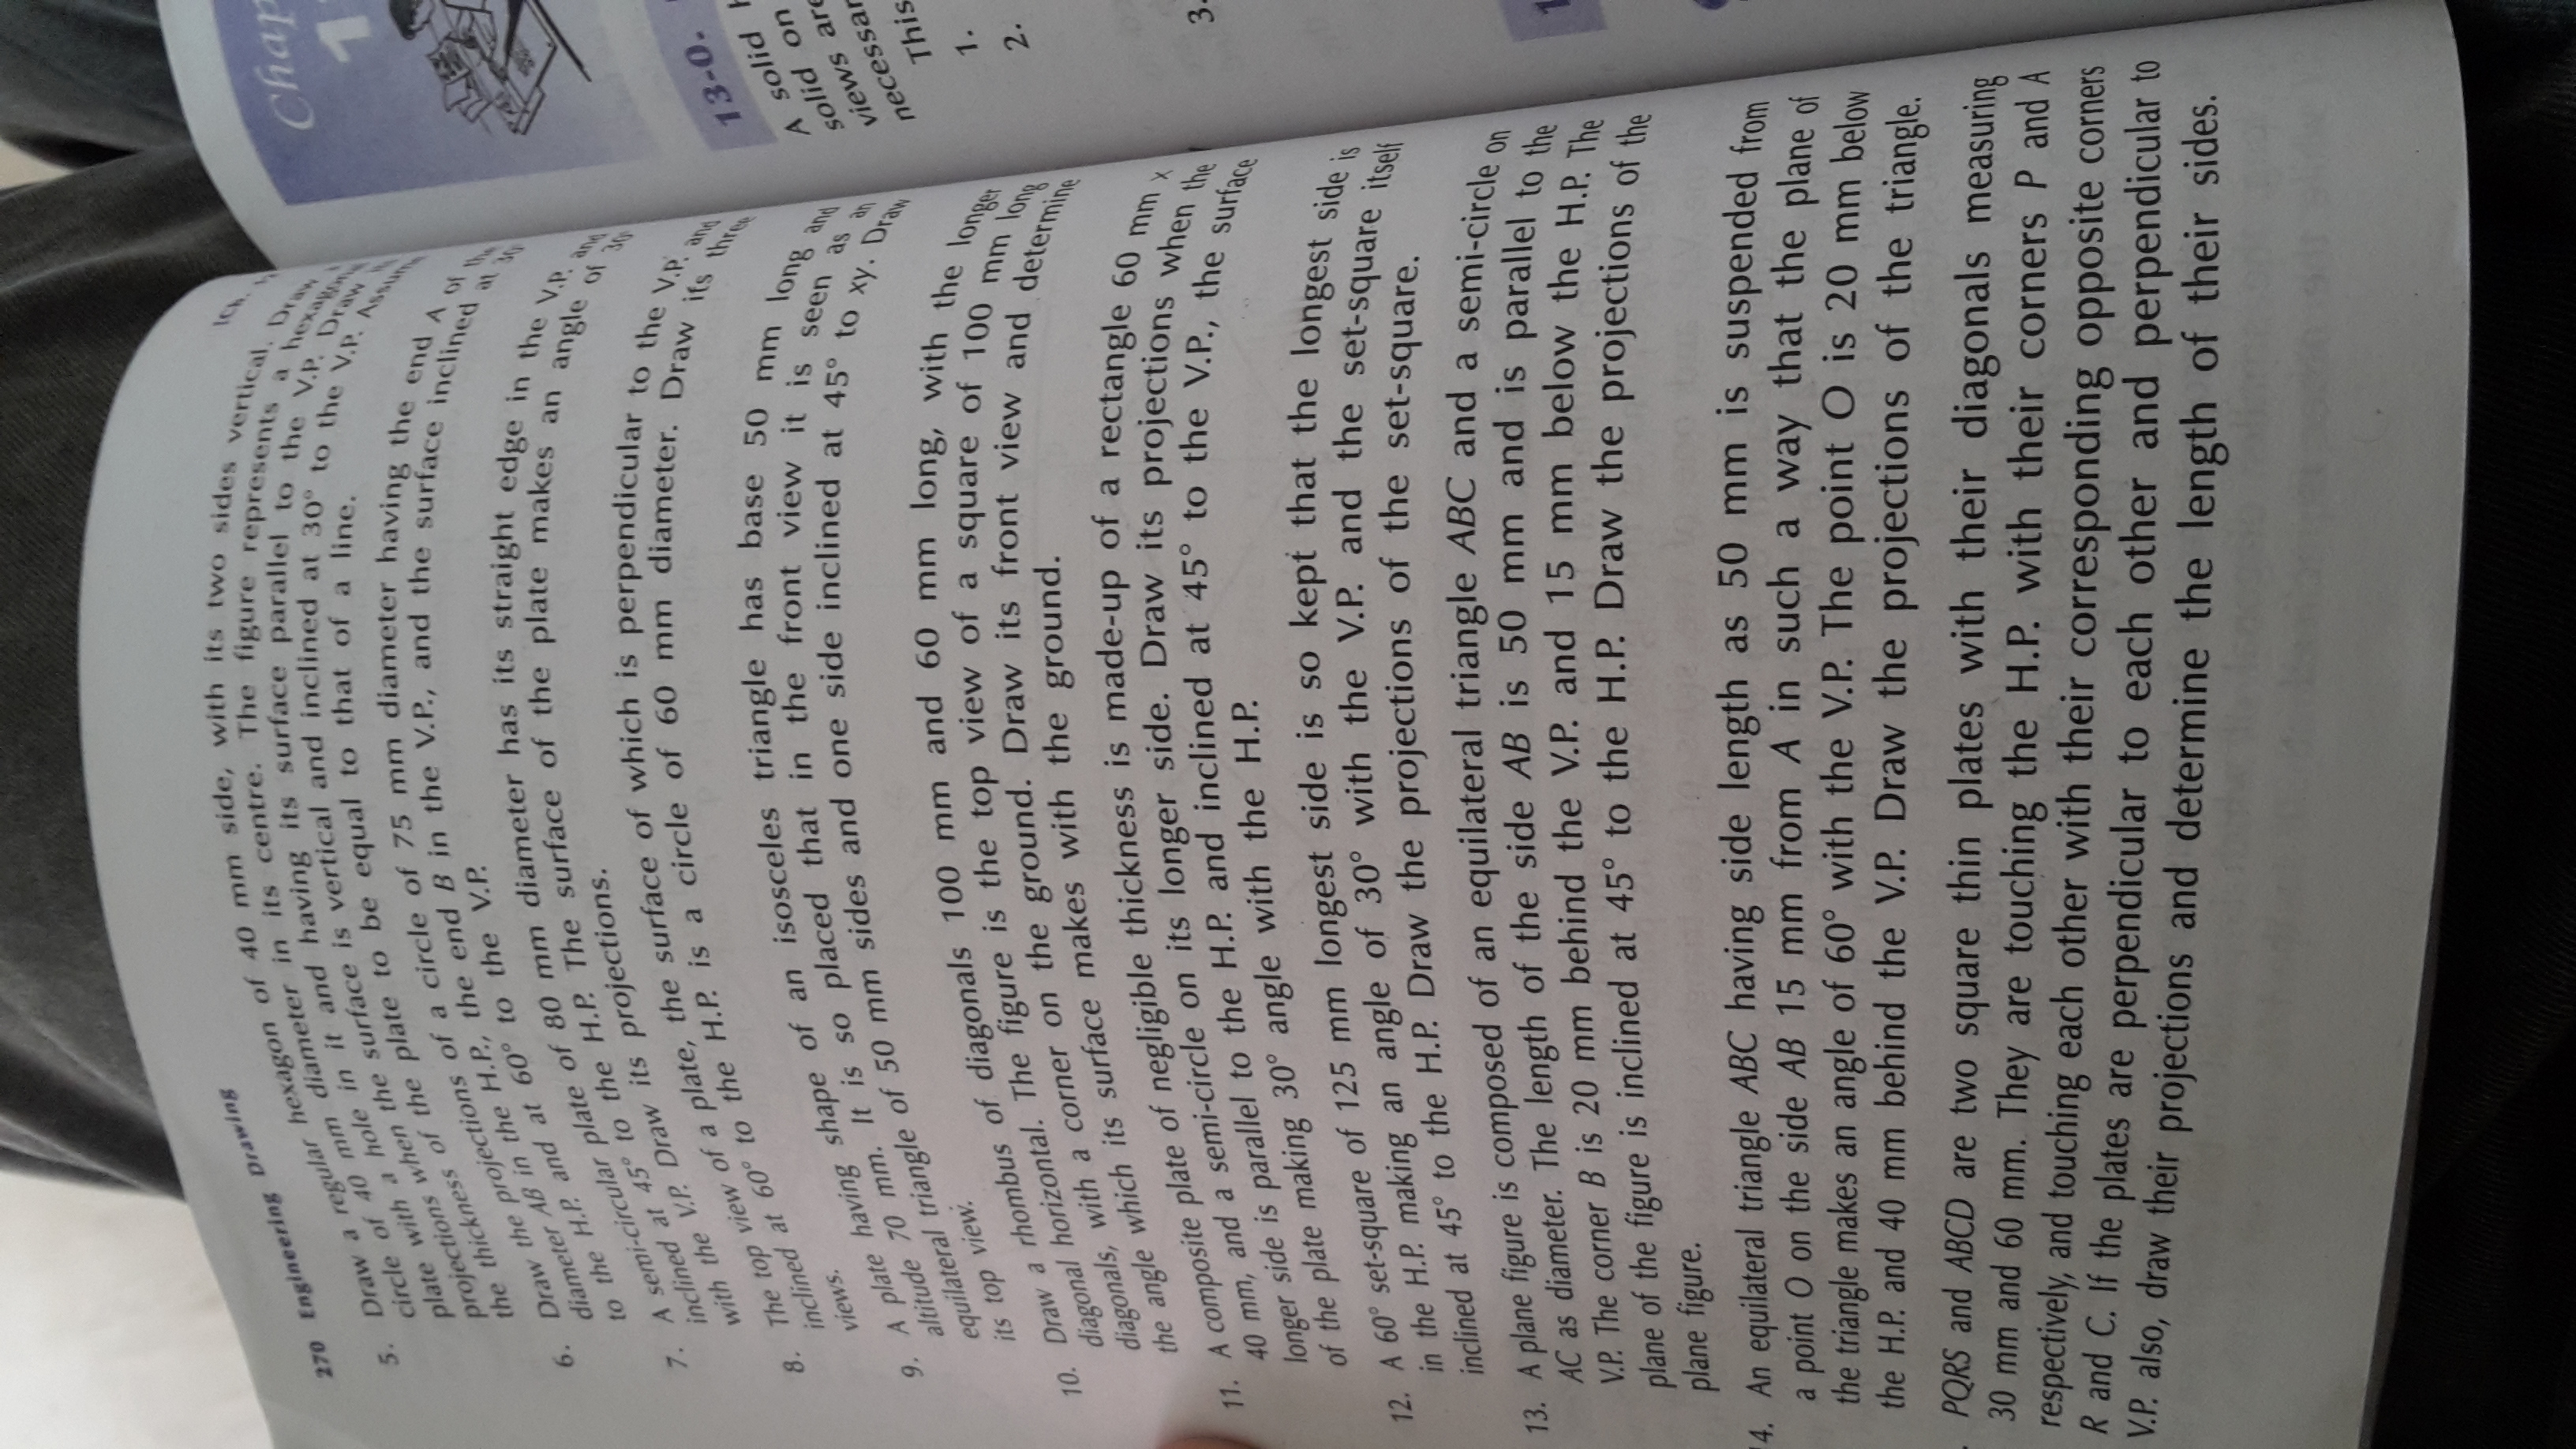 270 Engineering Drawing
[Ch.
5. Draw a regular hexagon of 40 mm side, with its two sides vertical. Draw
circle of 40 mm diameter in its centre. The figure represents a hexagonal
plate with a hole in it and having its surface parallel to the V.P. Draw its
projections when the surface is vertical and inclined at 30° to the V.P. Assume
the thickness of the plate to be equal to that of a line.
6. Draw the projections of a circle of 75 mm diameter having the end A of the
diameter AB in the H.P., the end B in the V.P., and the surface inclined at 30°
to the H.P. and at 60° to the V.P.
7. A semi-circular plate of 80 mm diameter has its straight edge in the V.P. and
inclined at 45° to the H.P. The surface of the plate makes an angle of 30°
with the V.P. Draw its projections.
8. The top view of a plate, the surface of which is perpendicular to the V.P. and
inclined at 60° to the H.P. is a circle of 60 mm diameter. Draw its three
views.
9. A plate having shape of an isosceles triangle has base 50 mm long and
altitude 70 mm. It is so placed that in the front view it is seen as an
equilateral triangle of 50 mm sides and one side inclined at 45° to xy. Draw
its top view.
10. Draw a rhombus of diagonals 100 mm and 60 mm long, with the longer
diagonal horizontal. The figure is the top view of a square of 100 mm long
diagonals, with a corner on the ground. Draw its front view and determine
the angle which its surface makes with the ground.
11. A composite plate of negligible thickness is made-up of a rectangle 60 mm x
40 mm, and a semi-circle on its longer side. Draw its projections when the
longer side is parallel to the H.P. and inclined at 45° to the V.P., the surface
of the plate making 30° angle with the H.P.
12. A 60° set-square of 125 mm longest side is so kept that the longest side is
in the H.P. making an angle of 30° with the V.P. and the set-square itself
inclined at 45° to the H.P. Draw the projections of the set-square.
13. A plane figure is composed of an equilateral triangle ABC and a semi-circle on
AC as diameter. The length of the side AB is 50 mm and is parallel to the
V.P. The corner B is 20 mm behind the V.P. and 15 mm below the H.P. The
plane of the figure is inclined at 45° to the H.P. Draw the projections of the
plane figure.
4. An equilateral triangle ABC having side length as 50 mm is suspended from
a point O on the side AB 15 mm from A in such a way that the plane of
the triangle makes an angle of 60° with the V.P. The point O is 20 mm below
the H.P. and 40 mm behind the V.P. Draw the projections of the triangle.
. PQRS and ABCD are two square thin plates with their diagonals measuring
30 mm and 60 mm. They are touching the H.P. with their corners P and A
respectively, and touching each other with their corresponding opposite corners
R and C. If the plates are perpendicular to each other and perpendicular to
V.P. also, draw their projections and determine the length of their sides.
Chap
1
13-0.
A solid
solid on
views are
necessar
This
1.
2.
3.
1